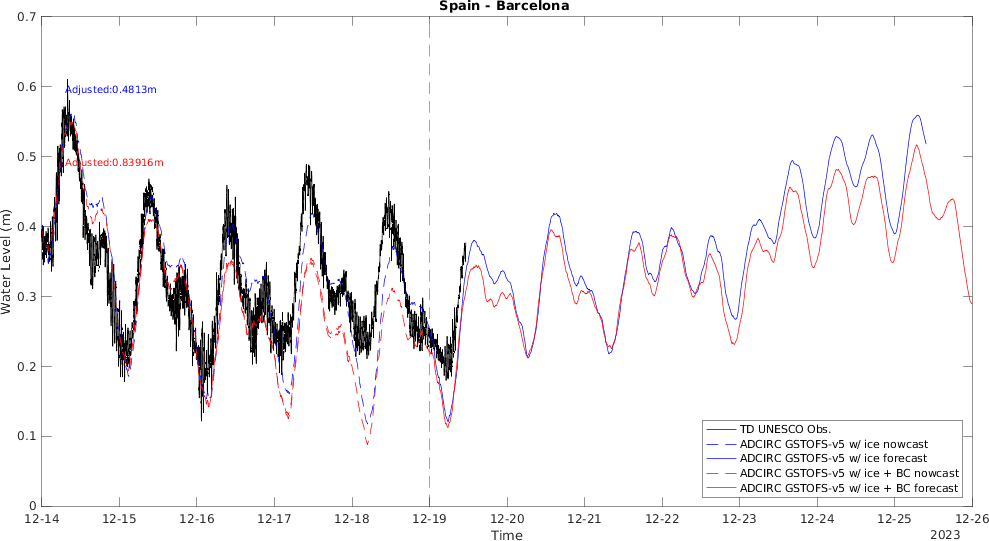 Spain - Barcelona
0.7
0.6
0.5
0.4
0.3
0.2
0.1
0
Water Level (m)
Adjusted:0.4813m
Adjusted:0.83916m
TD UNESCO Obs.
ADCIRC GSTOFS-v5 w/ ice nowcast
ADCIRC GSTOFS-v5 w/ ice forecast
ADCIRC GSTOFS-v5 w/ ice + BC nowcast
ADCIRC GSTOFS-v5 w/ ice + BC forecast
12-14 12-15 12-16 12-17 12-18 12-19 12-20 12-21 12-22 12-23 12-24 12-25 12-26
Time
2023